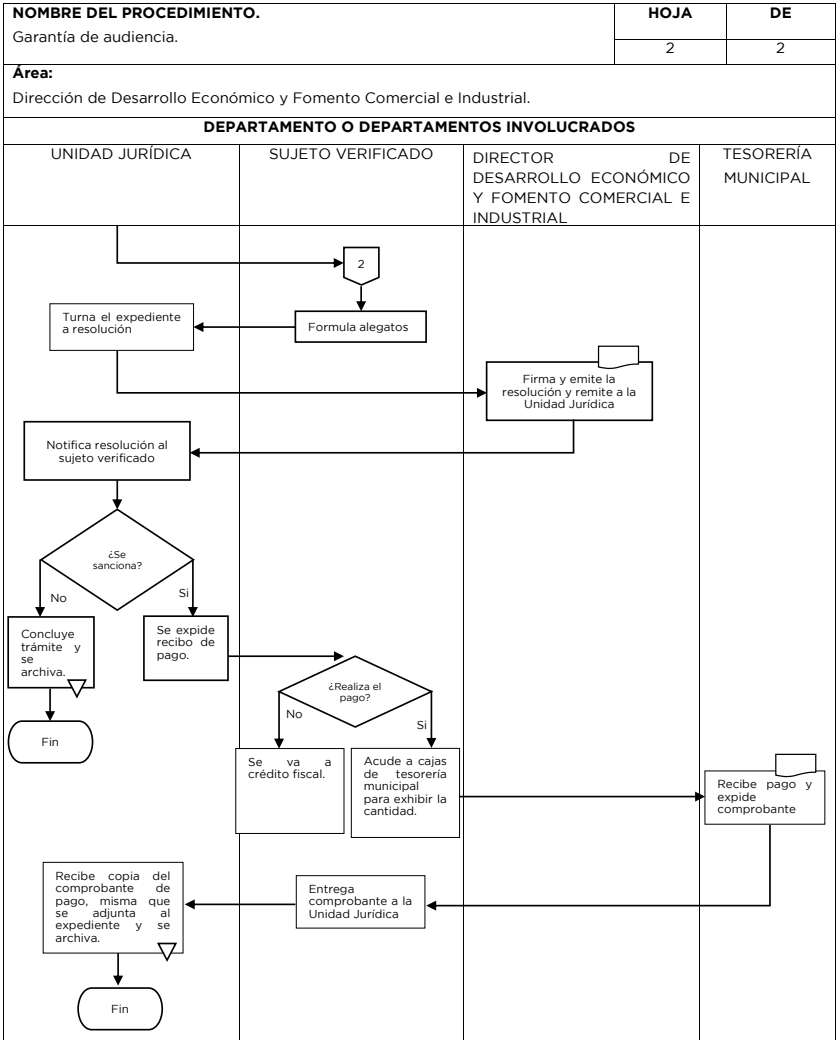 NOMBRE DEL PROCEDIMIENTO.
Garantía de audiencia.
HOJA
DE
2
2
Área:
Dirección de Desarrollo Económico y Fomento Comercial e Industrial.
DEPARTAMENTO O DEPARTAMENTOS INVOLUCRADOS
UNIDAD JURÍDICA
SUJETO VERIFICADO
DIRECTOR DE
DESARROLLO ECONÓMICO
Y FOMENTO COMERCIAL E
INDUSTRIAL
TESORERÍA
MUNICIPAL
2
Turna el expediente
a resolución
Formula alegatos
Firma y emite la
resolución y remite a la
Unidad Jurídica
Notifica resolución al
sujeto verificado
¿Se
sanciona?
No
Si
Concluye
trámite y
se
archiva.
Se expide
recibo de
pago.
¿Realiza el
pago?
No
Si
Fin
Se va a
crédito fiscal.
Acude a cajas
de tesorería
municipal
para exhibir la
cantidad.
Recibe pago y
expide
comprobante
Recibe copia del
comprobante de
pago, misma que
se adjunta al
expediente y se
archiva.
Entrega
comprobante a la
Unidad Jurídica
Fin